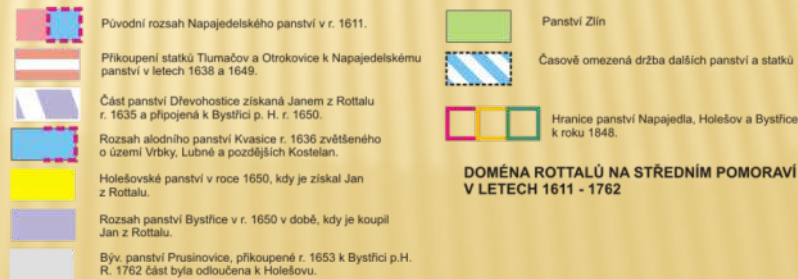 Původní rozsah Napajedelského panství v r. 1611.
Přikoupení statků Tlumačov a Otrokovice k Napajedelskému
panství v letech 1638 a 1649.
Část panství Dřevohostice získaná Janem z Rottalu
r. 1635 a připojená k Bystřici p. H. r. 1650.
Rozsah alodního panství Kvasice r. 1636 zvětšeného
o území Vrbky, Lubné a pozdějších Kostelan.
Holešovské panství v roce 1650, kdy je získal Jan
z Rottalu.
Rozsah panství Bystřice v r. 1650 v době, kdy je koupil
Jan z Rottalu.
Býv. panství Prusinovice, přikoupené r. 1653 k Bystřici p.H.
R. 1762 část byla odloučena k Holešovu.
Panství Zlín
Časově omezená držba dalších panství a statků
Hranice panství Napajedla, Holešov a Bystřice
k roku 1848.
DOMÉNA ROTTALŮ NA STŘEDNÍM POMORAVÍ
V LETECH 1611 - 1762